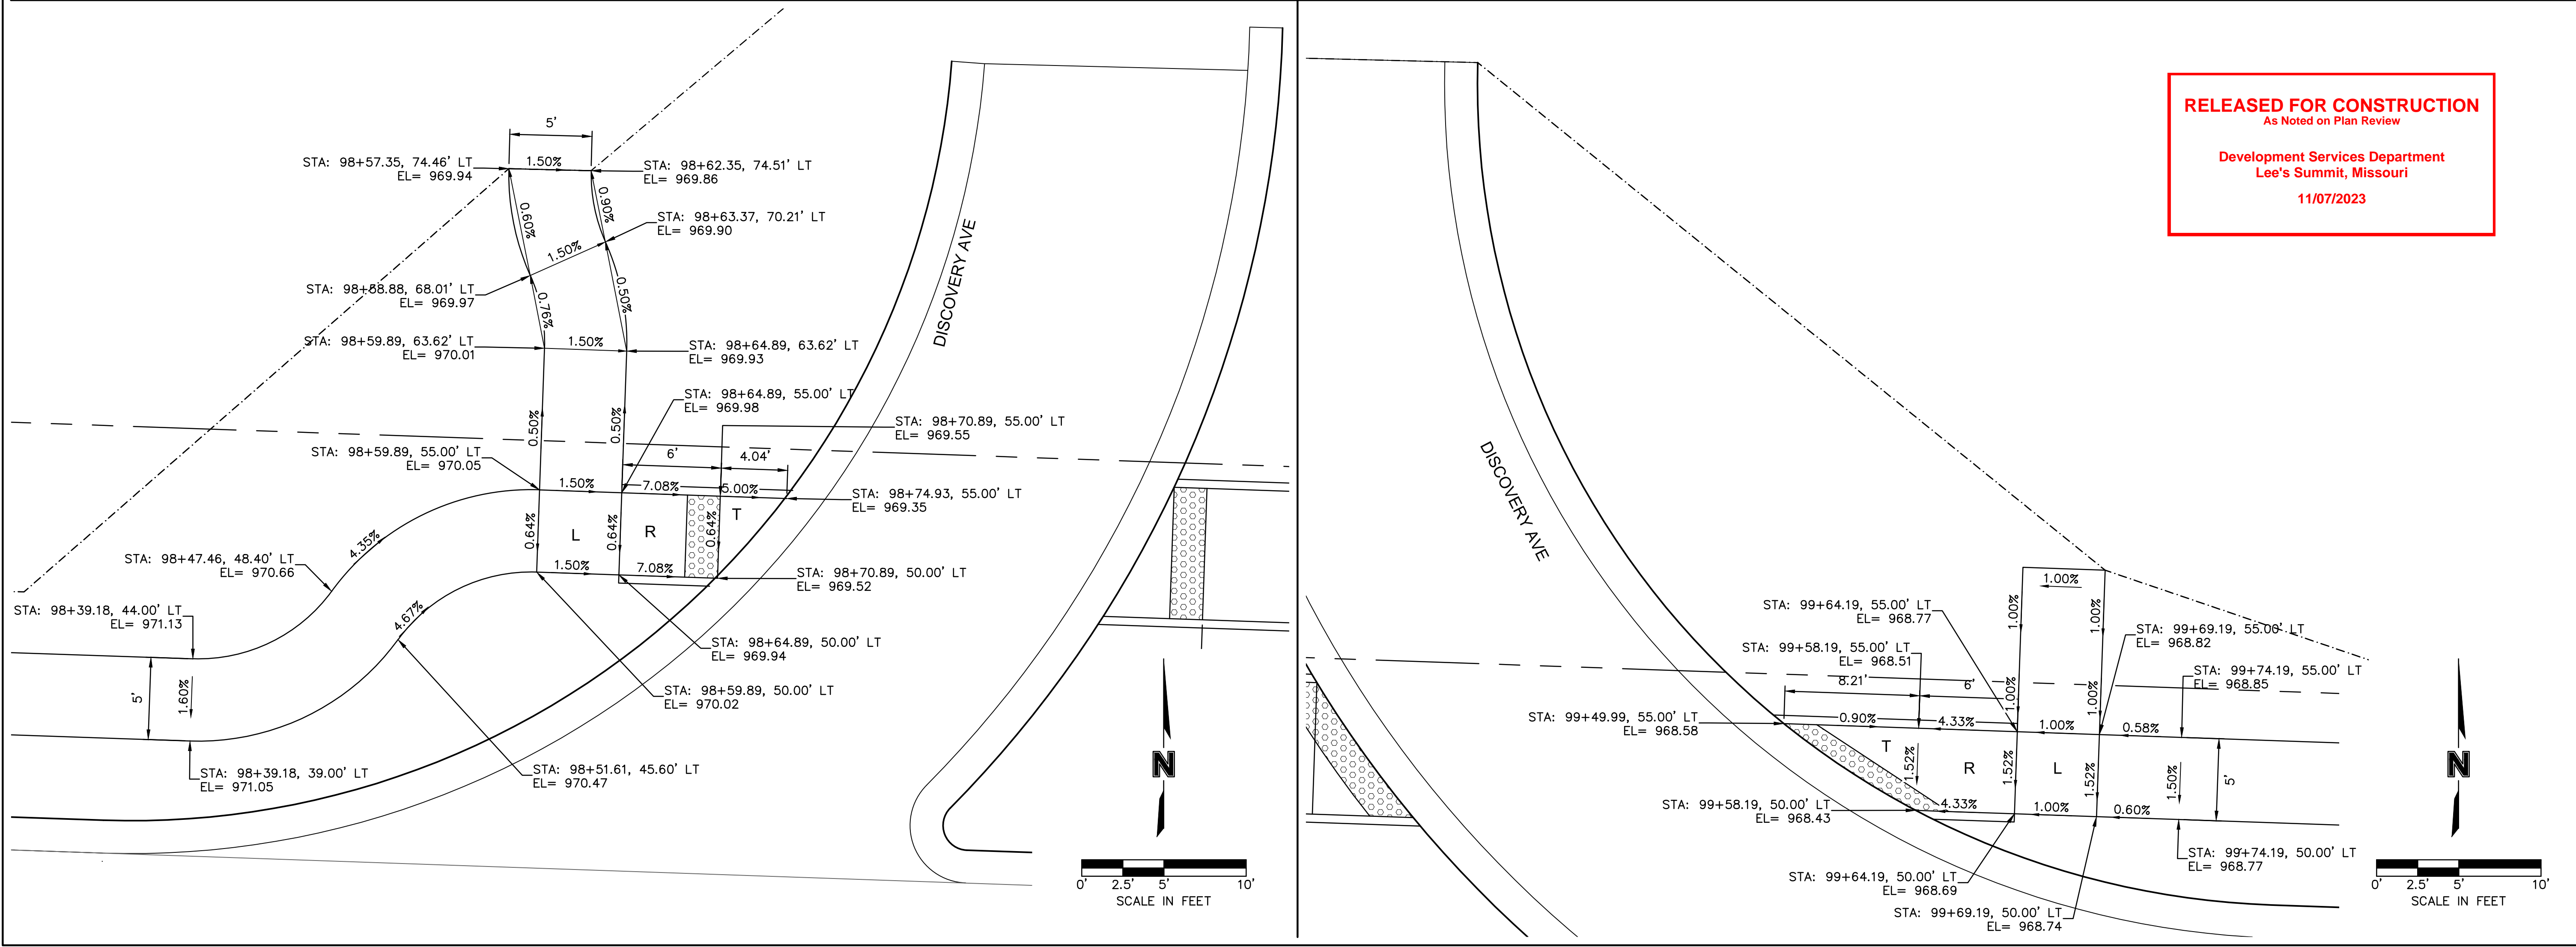 5'
STA: 98+57.35, 74.46' LT
EL= 969.94
1.50%
STA: 98+62.35, 74.51' LT
EL= 969.86
0.60%
0.90%
STA: 98+63.37, 70.21' LT
EL= 969.90
1.50%
STA: 98+58.88, 68.01' LT
EL= 969.97
0.76%
0.50%
STA: 98+59.89, 63.62' LT
EL= 970.01
1.50%
STA: 98+64.89, 63.62' LT
EL= 969.93
DISCOVERY AVE
0.50%
0.50%
STA: 98+64.89, 55.00' LT
EL= 969.98
STA: 98+70.89, 55.00' LT
EL= 969.55
STA: 98+59.89, 55.00' LT
EL= 970.05
6'
4.04'
1.50%
7.08%
5.00%
STA: 98+74.93, 55.00' LT
EL= 969.35
0.64%
L
0.64%
R
0.64%
T
4.35%
STA: 98+47.46, 48.40' LT
EL= 970.66
1.50%
7.08%
STA: 98+70.89, 50.00' LT
EL= 969.52
STA: 98+39.18, 44.00' LT
EL= 971.13
4.67%
STA: 98+64.89, 50.00' LT
EL= 969.94
5'
1.60%
STA: 98+59.89, 50.00' LT
EL= 970.02
STA: 98+39.18, 39.00' LT
EL= 971.05
STA: 98+51.61, 45.60' LT
EL= 970.47
N
0'
2.5'
5'
10'
SCALE IN FEET
RELEASED FOR CONSTRUCTION
As Noted on Plan Review
Development Services Department
Lee's Summit, Missouri
11/07/2023
DISCOVERY AVE
1.00%
STA: 99+64.19, 55.00' LT
EL= 968.77
1.00%
1.00%
STA: 99+69.19, 55.00' LT
EL= 968.82
STA: 99+58.19, 55.00' LT
EL= 968.51
STA: 99+74.19, 55.00' LT
EL= 968.85
8.21'
6'
1.00%
1.00%
STA: 99+49.99, 55.00' LT
EL= 968.58
0.90%
4.33%
1.00%
0.58%
T
1.52%
R
1.52%
L
1.52%
1.50%
5'
STA: 99+58.19, 50.00' LT
EL= 968.43
4.33%
1.00%
0.60%
STA: 99+74.19, 50.00' LT
EL= 968.77
STA: 99+64.19, 50.00' LT
EL= 968.69
STA: 99+69.19, 50.00' LT
EL= 968.74
N
0'
2.5'
5'
10'
SCALE IN FEET